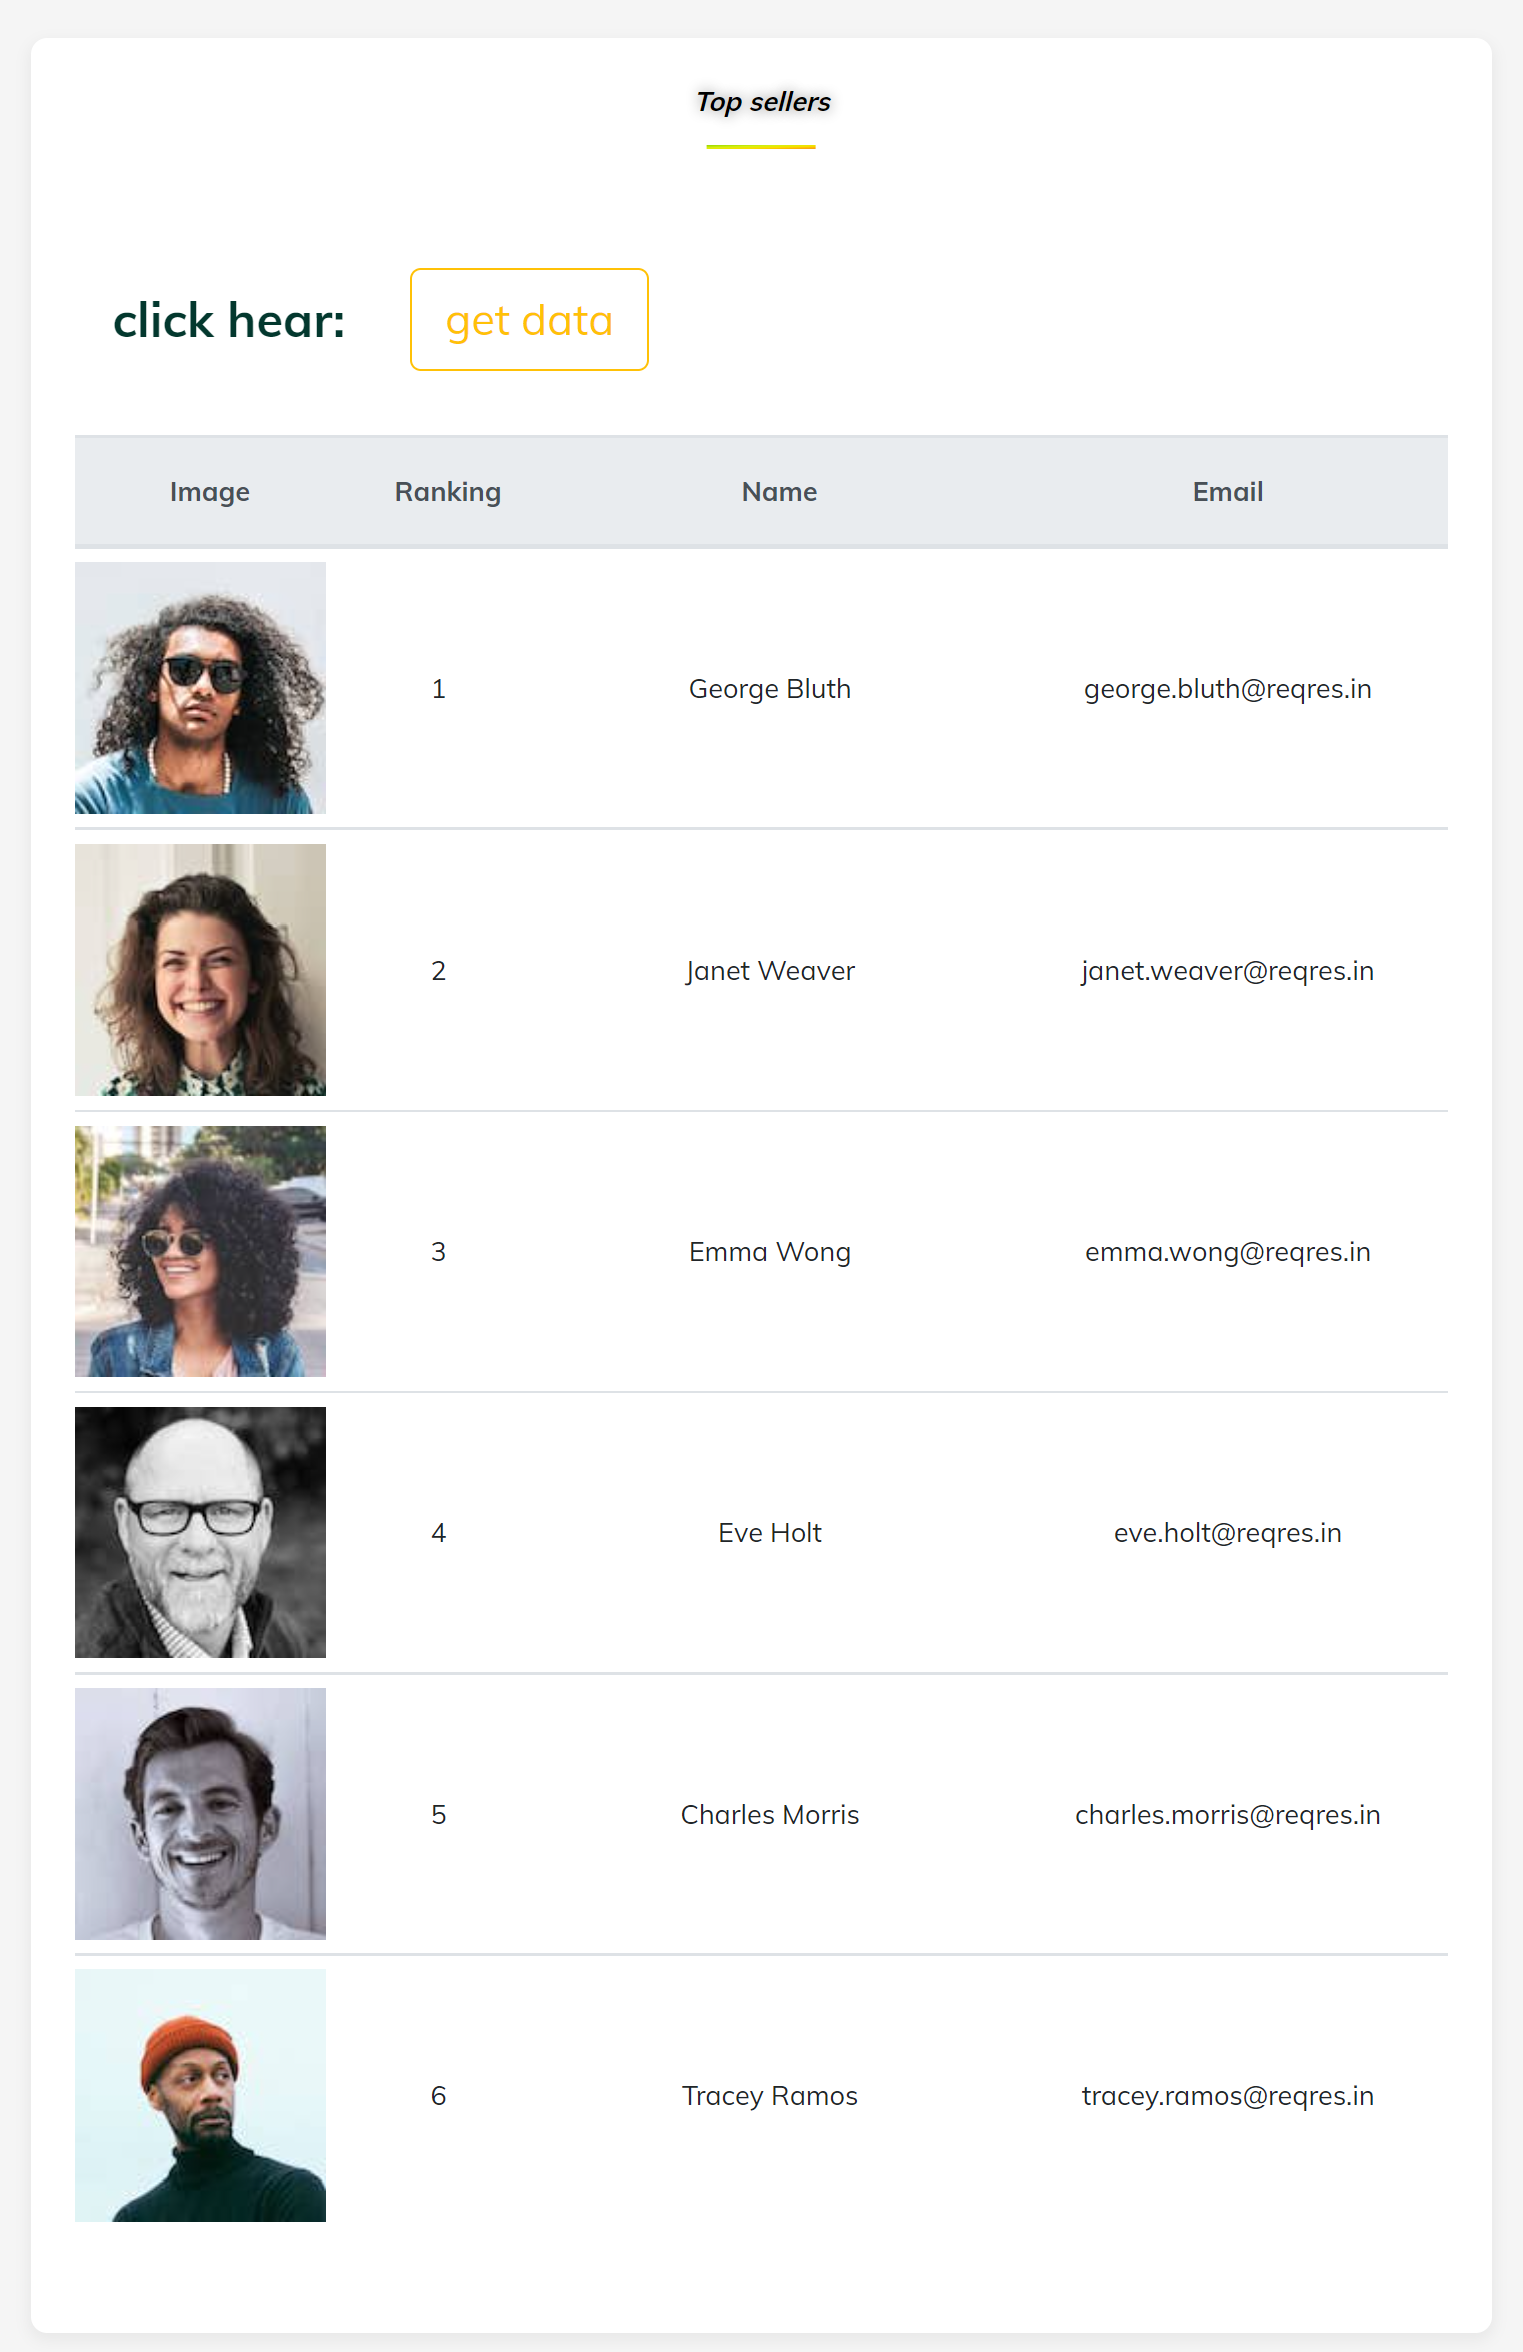 Top sellers
click hear: get data
Image Ranking Name Email
1 George Bluth george.bluth@reqres.in
2 Janet Weaver janet.weaver@reqres.in
3 Emma Wong emma.wong@reqres.in
4 Eve Holt eve.holt@reqres.in
5 Charles Morris charles.morris@reqres.in
6 Tracey Ramos tracey.ramos@reqres.in